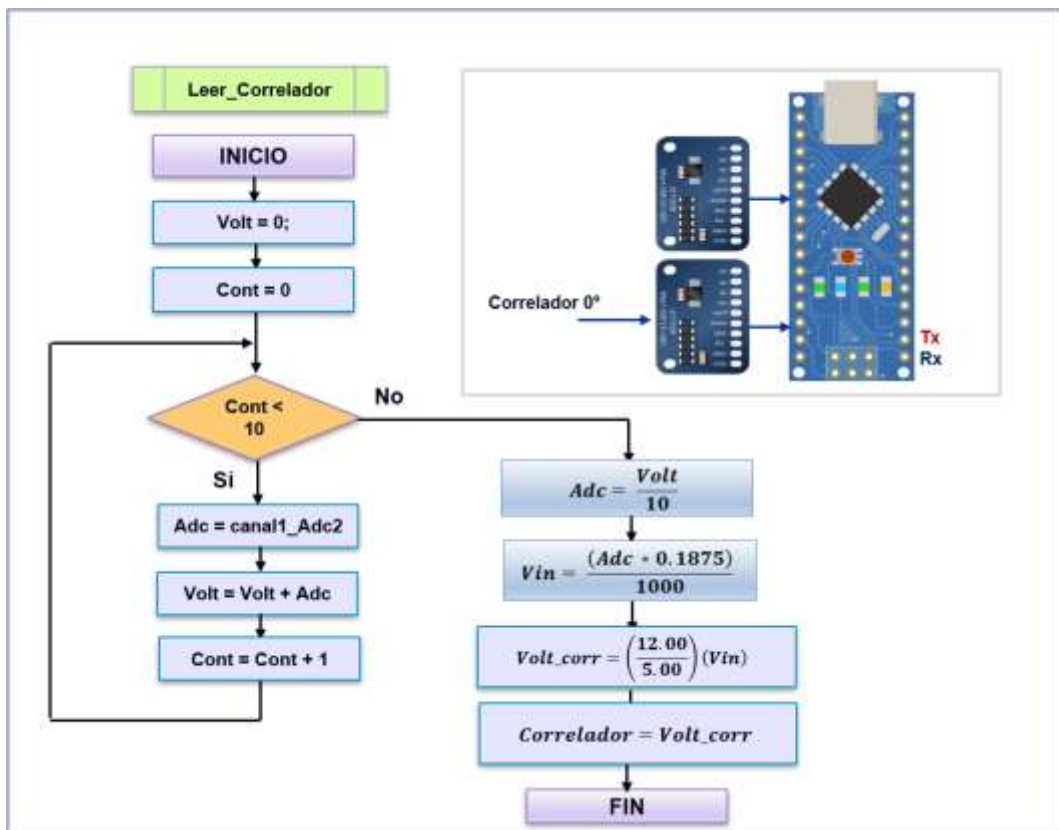 Leer_Correlador
INICIO
Volt = 0;
Cont = 0
Cont <
10
No
Si
Adc = canal1_Adc2
Volt = Volt + Adc
Cont = Cont + 1
Adc = Volt / 10
Vin = (Adc * 0.1875) / 1000
Volt_corr = (12.00 / 5.00) (Vin)
Correlador = Volt_corr
FIN
Correlador 0°
Tx
Rx